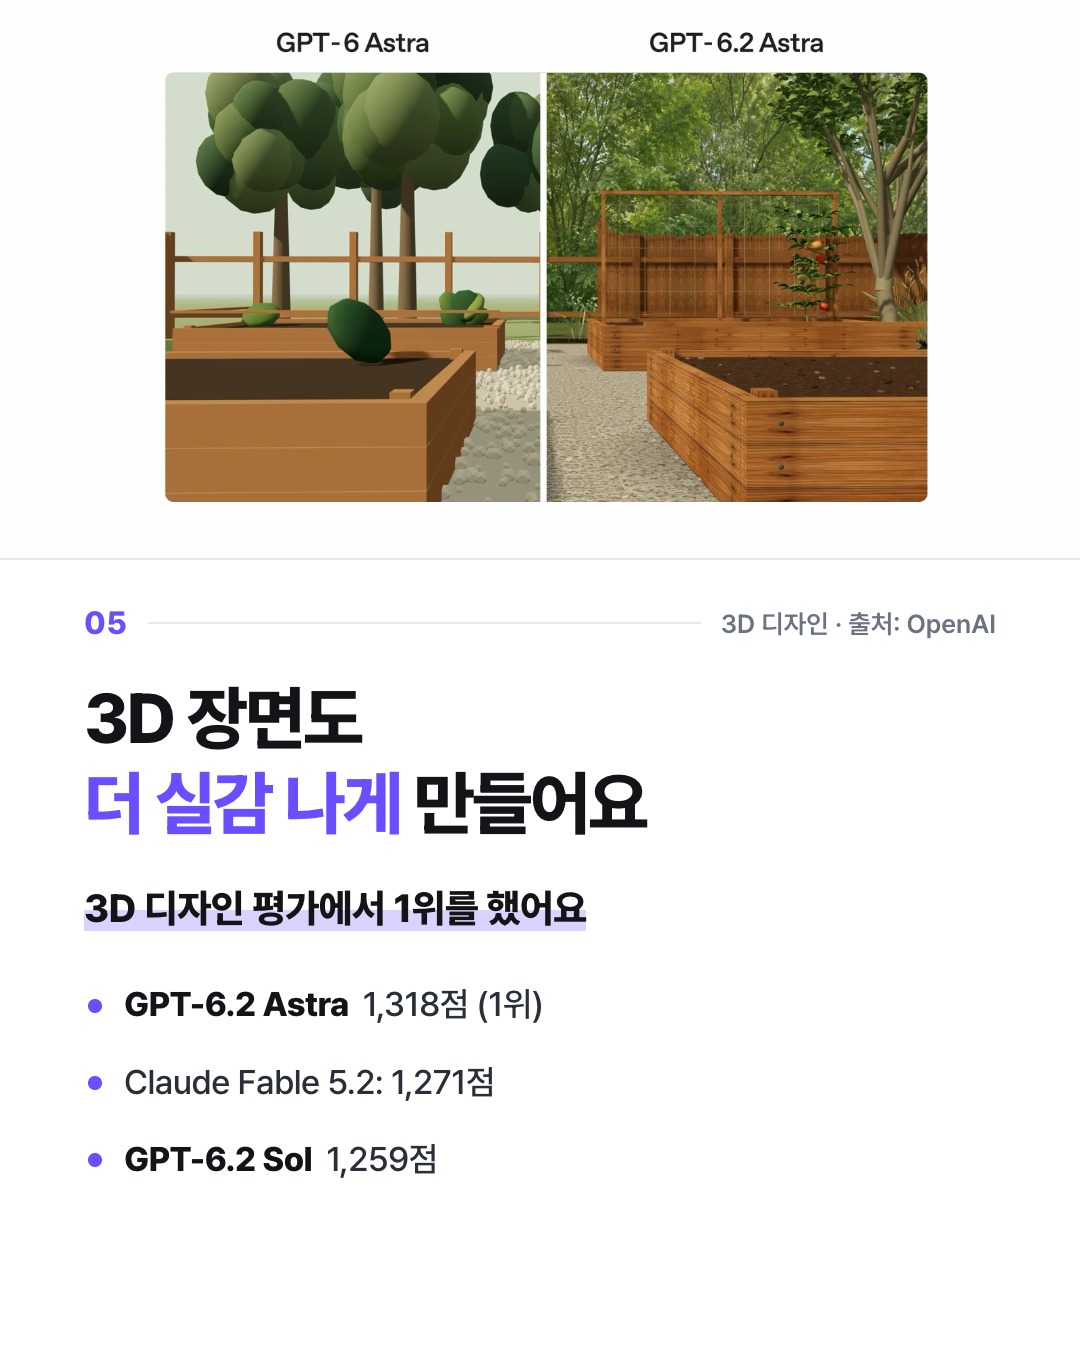 GPT-6 Astra
GPT-6.2 Astra
05
3D 디자인 · 출처: OpenAI
3D 장면도
더 실감 나게 만들어요
3D 디자인 평가에서 1위를 했어요
• GPT-6.2 Astra 1,318점 (1위)
• Claude Fable 5.2: 1,271점
• GPT-6.2 Sol 1,259점